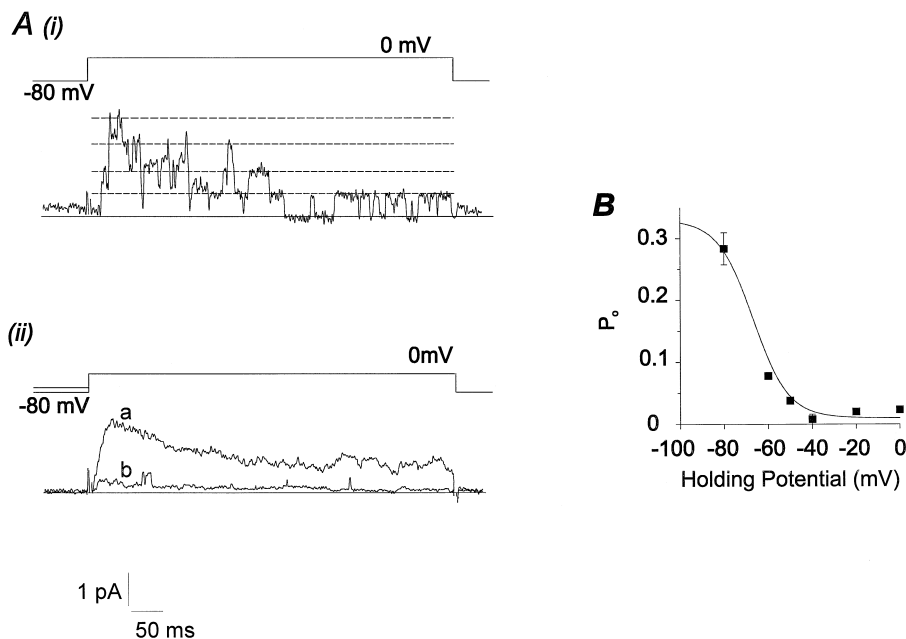 A (i)
0 mV
-80 mV
(ii)
0mV
-80 mV
a
b
1 pA
50 ms
B
0.3
0.2
0.1
0
Po
-100 -80 -60 -40 -20 0
Holding Potential (mV)